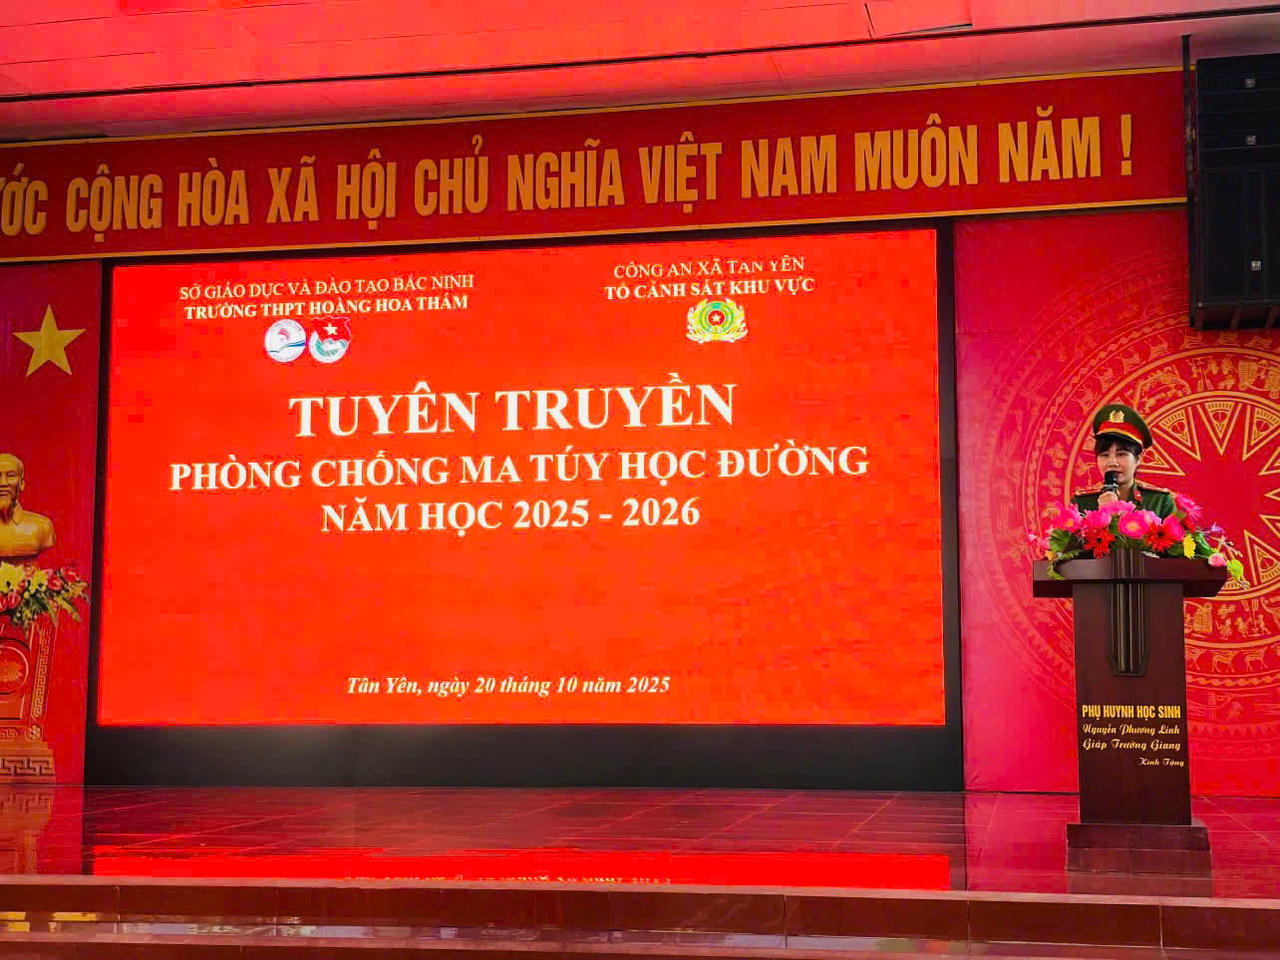 ƯỚC CỘNG HÒA XÃ HỘI CHỦ NGHĨA VIỆT NAM MUÔN NĂM !
SỞ GIÁO DỤC VÀ ĐÀO TẠO BẮC NINH
TRƯỜNG THPT HOÀNG HOA THÁM
CÔNG AN XÃ TÂN YÊN
TỔ CẢNH SÁT KHU VỰC
TUYÊN TRUYỀN
PHÒNG CHỐNG MA TÚY HỌC ĐƯỜNG
NĂM HỌC 2025 - 2026
Tân Yên, ngày 20 tháng 10 năm 2025
PHỤ HUYNH HỌC SINH
Nguyễn Phương Linh
Giáp Trường Giang
Kính Tặng